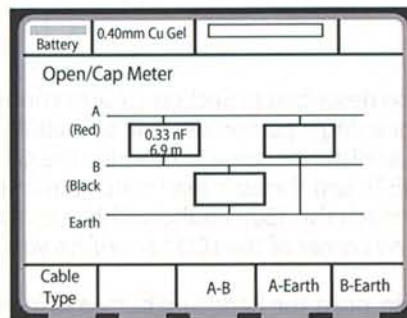 Battery
0.40mm Cu Gel
Open/Cap Meter
A
(Red)
0.33 nF
6.9 m
B
(Black
Earth
Cable
Type
A-B
A-Earth
B-Earth